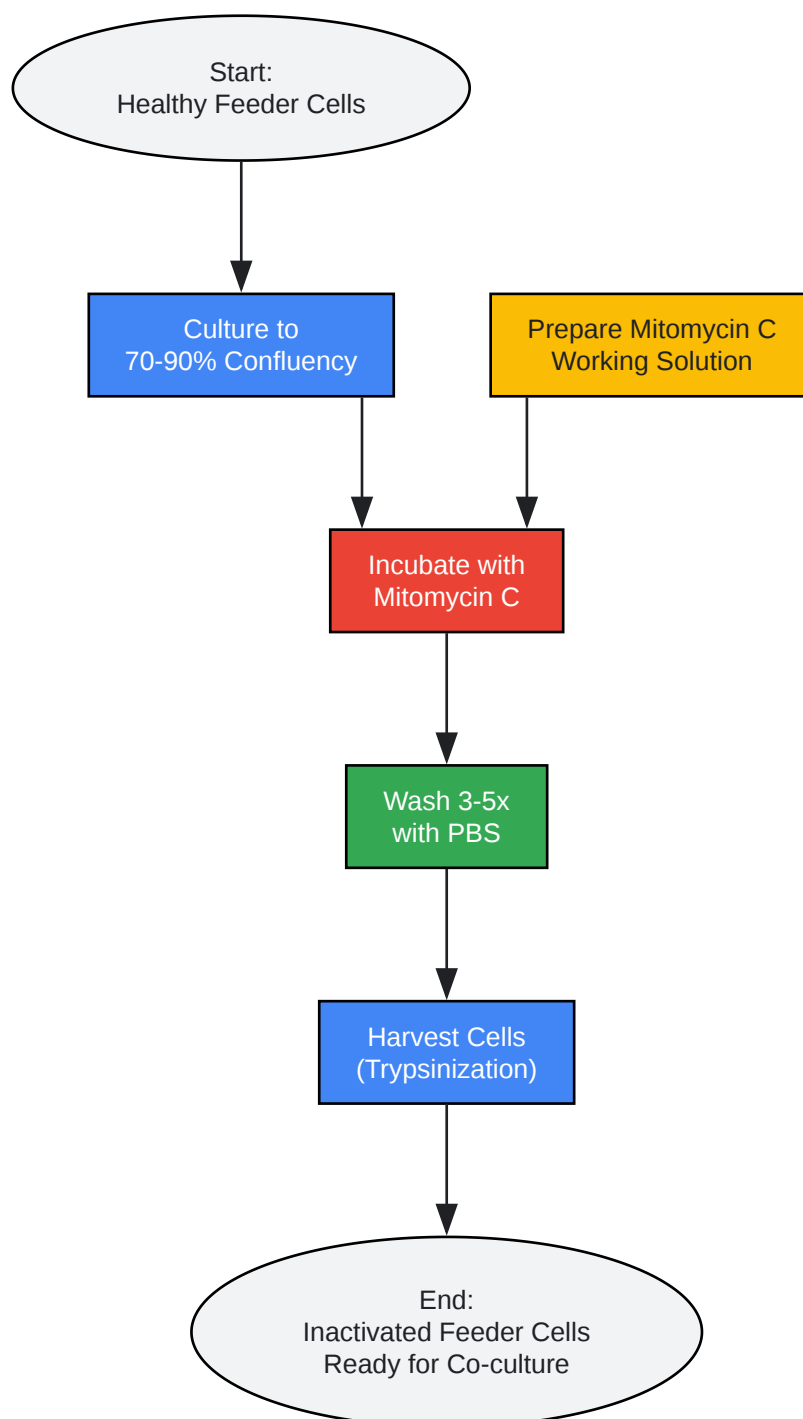 Start:
Healthy Feeder Cells
Culture to
70-90% Confluency
Prepare Mitomycin C
Working Solution
Incubate with
Mitomycin C
Wash 3-5x
with PBS
Harvest Cells
(Trypsinization)
End:
Inactivated Feeder Cells
Ready for Co-culture